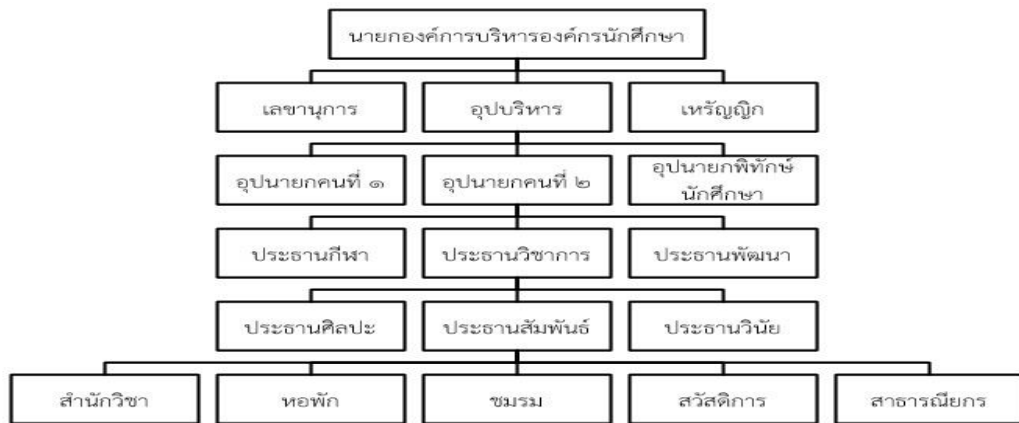 นายกองค์การบริหารองค์กรนักศึกษา
เลขานุการ
อุปบริหาร
เหรัญญิก
อุปนายกคนที่ ๑
อุปนายกคนที่ ๒
อุปนายกพิทักษ์
นักศึกษา
ประธานกีฬา
ประธานวิชาการ
ประธานพัฒนา
ประธานศิลปะ
ประธานสัมพันธ์
ประธานวินัย
สำนักวิชา
หอพัก
ชมรม
สวัสดิการ
สาธารณียกร